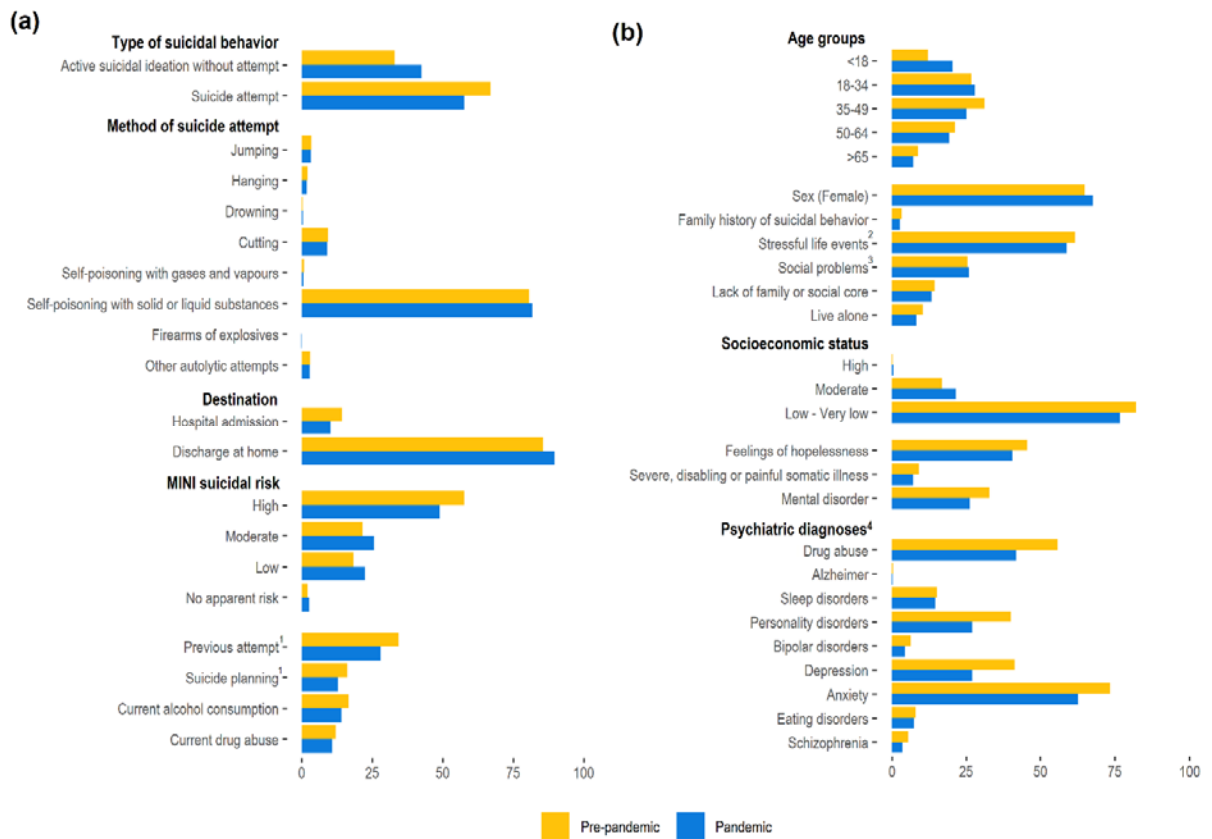 (a)
Type of suicidal behavior
Active suicidal ideation without attempt
Suicide attempt
Method of suicide attempt
Jumping
Hanging
Drowning
Cutting
Self-poisoning with gases and vapours
Self-poisoning with solid or liquid substances
Firearms of explosives
Other autolytic attempts
Destination
Hospital admission
Discharge at home
MINI suicidal risk
High
Moderate
Low
No apparent risk
Previous attempt¹
Suicide planning¹
Current alcohol consumption
Current drug abuse
0 25 50 75 100
(b)
Age groups
<18
18-34
35-49
50-64
>65
Sex (Female)
Family history of suicidal behavior
Stressful life events²
Social problems³
Lack of family or social core
Live alone
Socioeconomic status
High
Moderate
Low - Very low
Feelings of hopelessness
Severe, disabling or painful somatic illness
Mental disorder
Psychiatric diagnoses⁴
Drug abuse
Alzheimer
Sleep disorders
Personality disorders
Bipolar disorders
Depression
Anxiety
Eating disorders
Schizophrenia
0 25 50 75 100
Pre-pandemic Pandemic